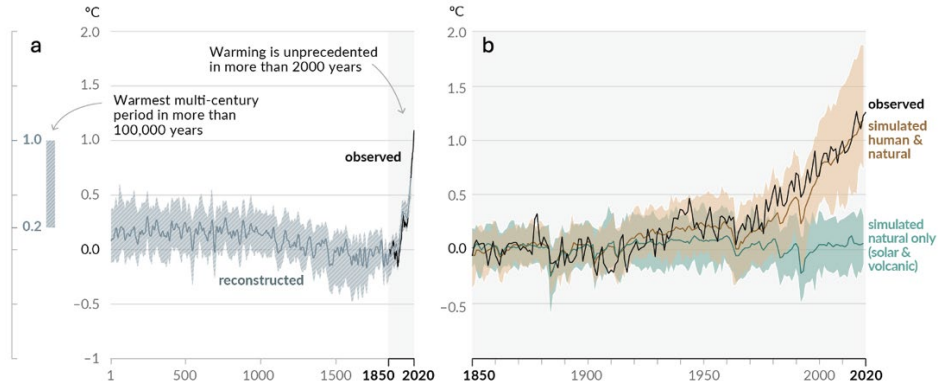 °C
°C
a
2.0
1.5
1.0
0.5
0.0
−0.5
−1
1.0
0.2
Warming is unprecedented
in more than 2000 years
Warmest multi-century
period in more than
100,000 years
observed
reconstructed
1
500
1000
1500
1850
2020
b
2.0
1.5
1.0
0.5
0.0
−0.5
observed
simulated
human &
natural
simulated
natural only
(solar &
volcanic)
1850
1900
1950
2000
2020